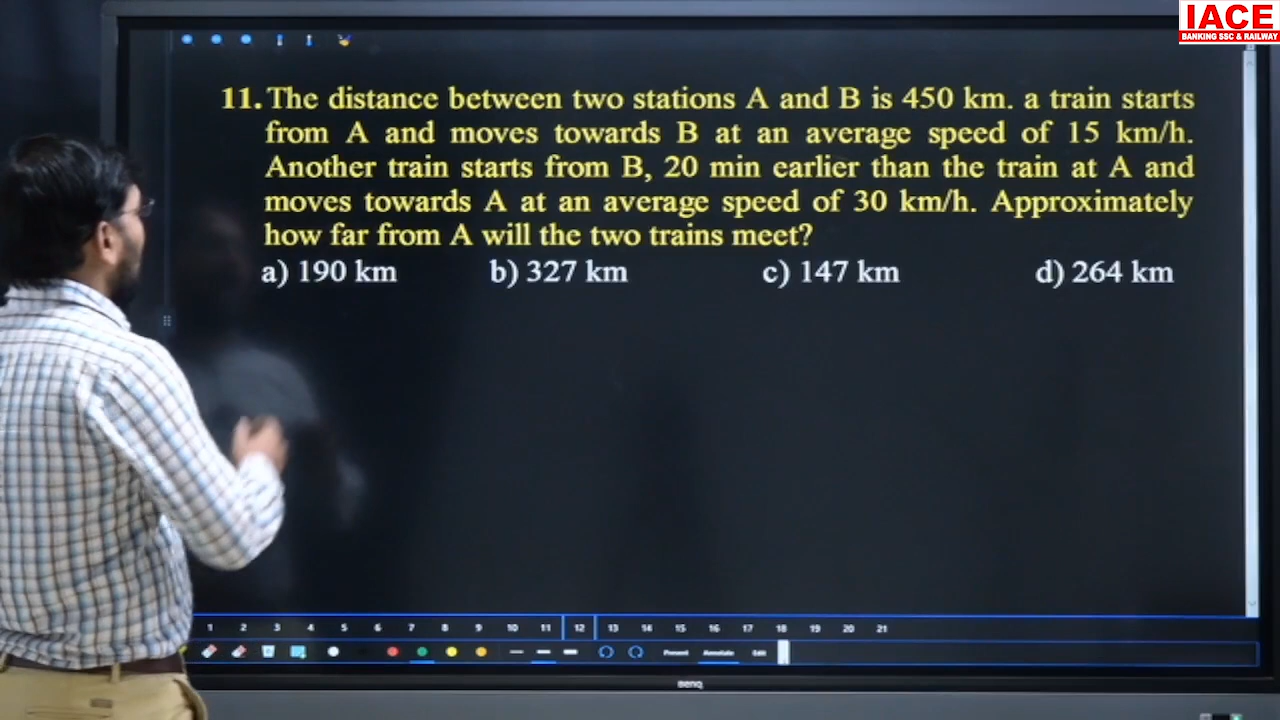 IACE
BANKING SSC & RAILWAY
11. The distance between two stations A and B is 450 km. a train starts
from A and moves towards B at an average speed of 15 km/h.
Another train starts from B, 20 min earlier than the train at A and
moves towards A at an average speed of 30 km/h. Approximately
how far from A will the two trains meet?
a) 190 km b) 327 km c) 147 km d) 264 km
1 2 3 4 5 6 7 8 9 10 11 12 13 14 15 16 17 18 19 20 21
Present Annotate Edit
BenQ